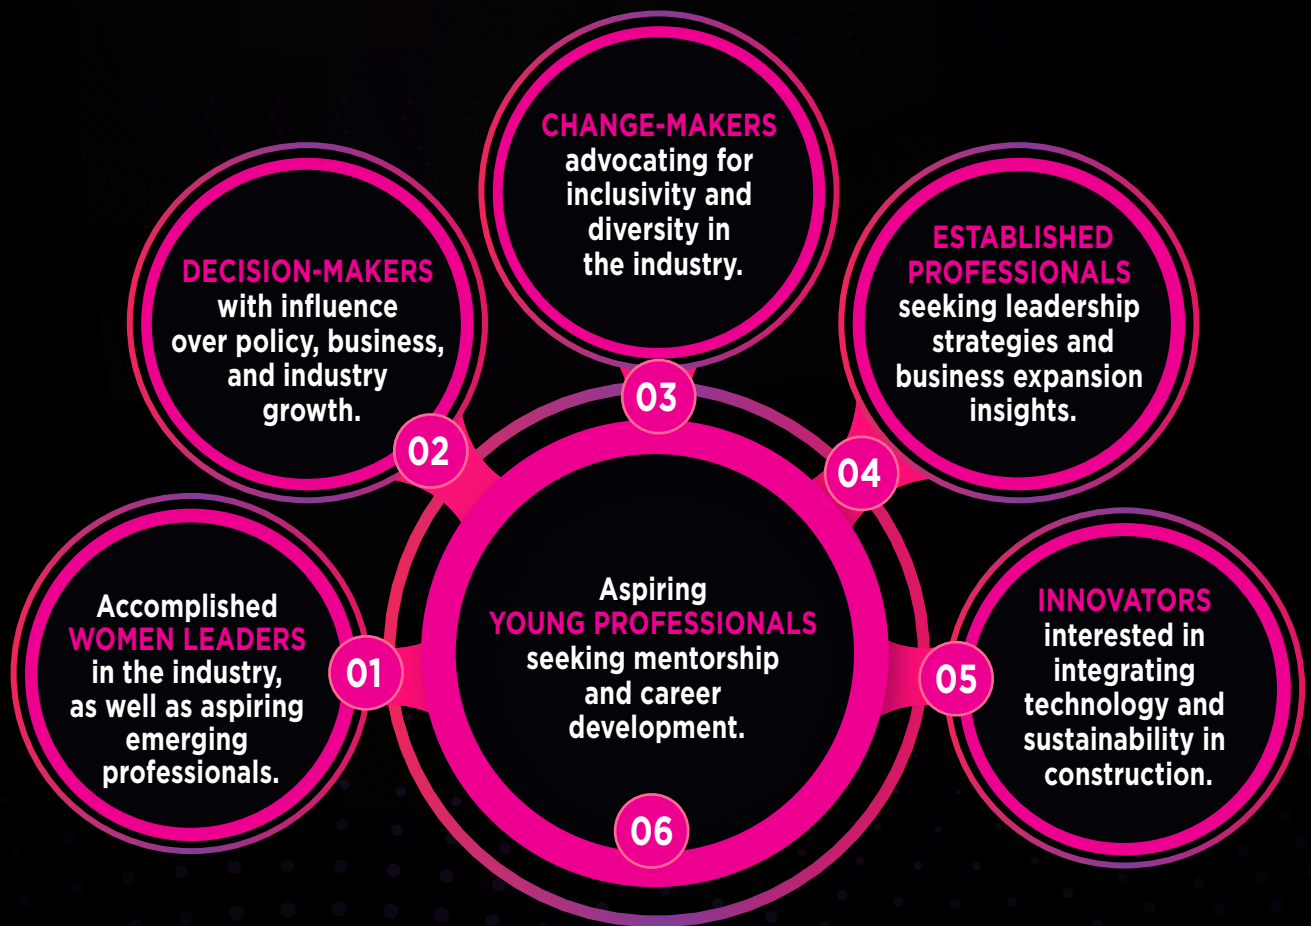 Accomplished
WOMEN LEADERS
in the industry,
as well as aspiring
emerging
professionals.
01
DECISION-MAKERS
with influence
over policy, business,
and industry
growth.
02
CHANGE-MAKERS
advocating for
inclusivity and
diversity in
the industry.
03
ESTABLISHED
PROFESSIONALS
seeking leadership
strategies and
business expansion
insights.
04
INNOVATORS
interested in
integrating
technology and
sustainability in
construction.
05
Aspiring
YOUNG PROFESSIONALS
seeking mentorship
and career
development.
06